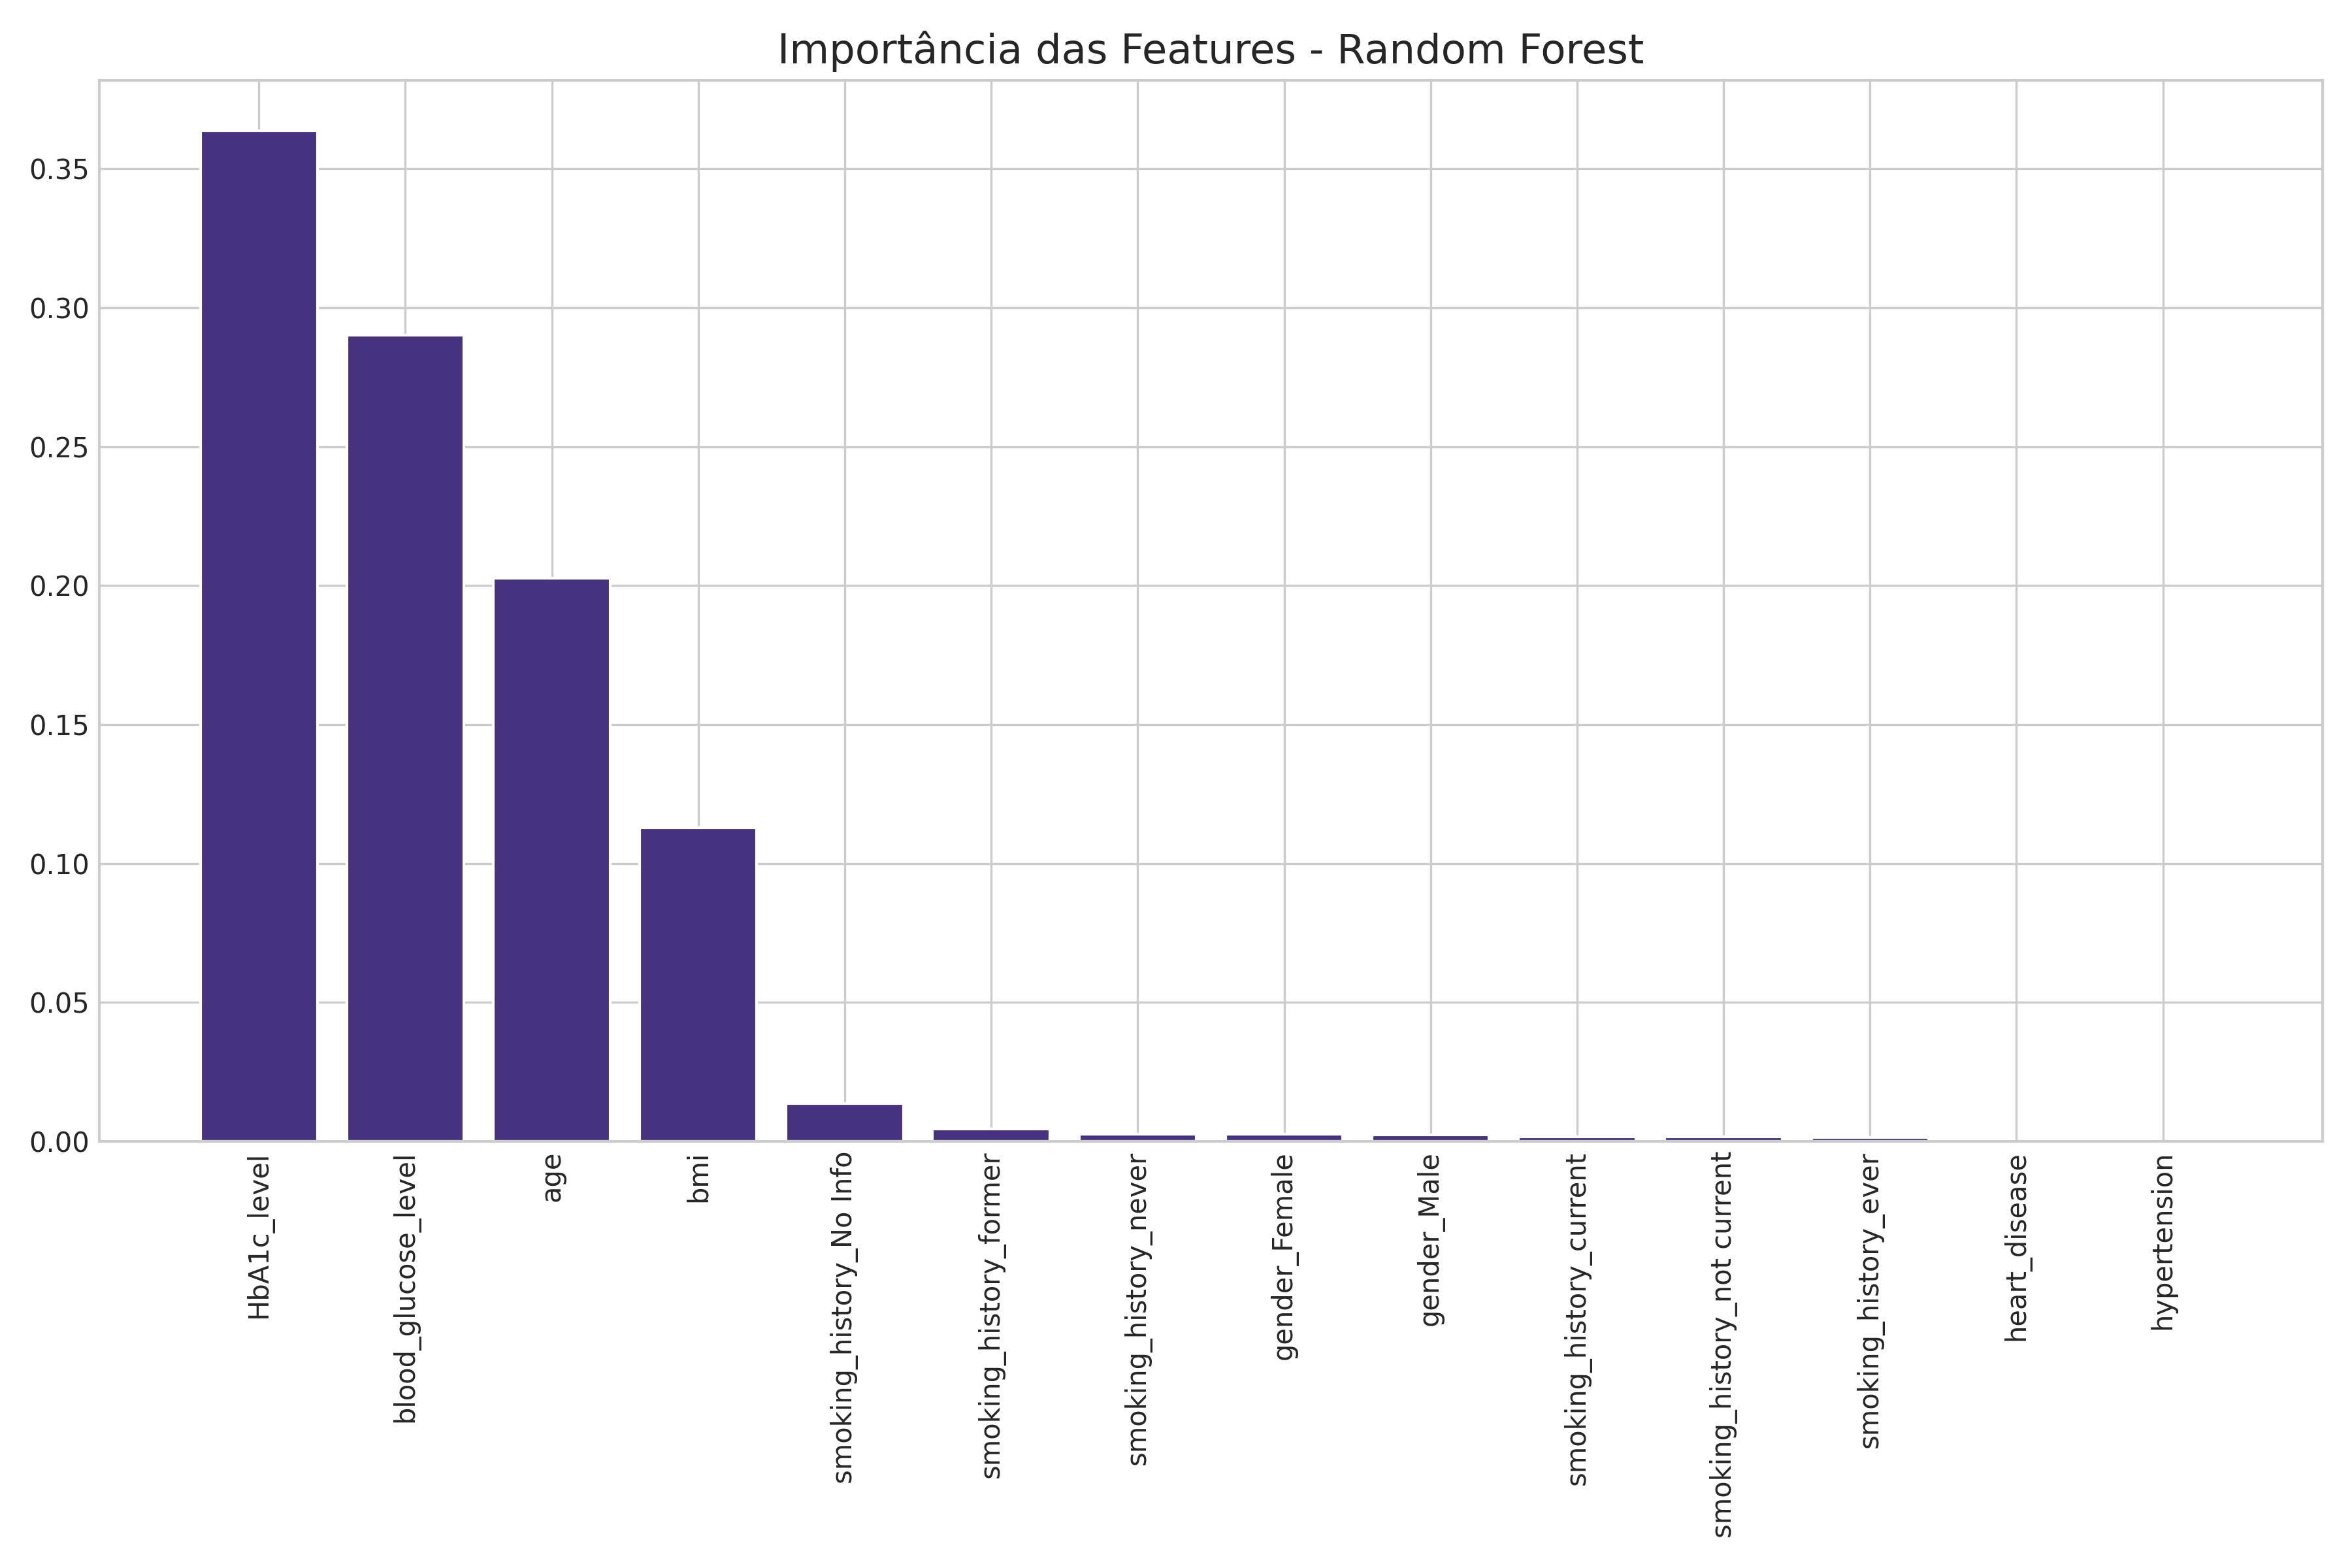 Importância das Features - Random Forest
0.35
0.30
0.25
0.20
0.15
0.10
0.05
0.00
HbA1c_level
blood_glucose_level
age
bmi
smoking_history_No Info
smoking_history_former
smoking_history_never
gender_Female
gender_Male
smoking_history_current
smoking_history_not current
smoking_history_ever
heart_disease
hypertension